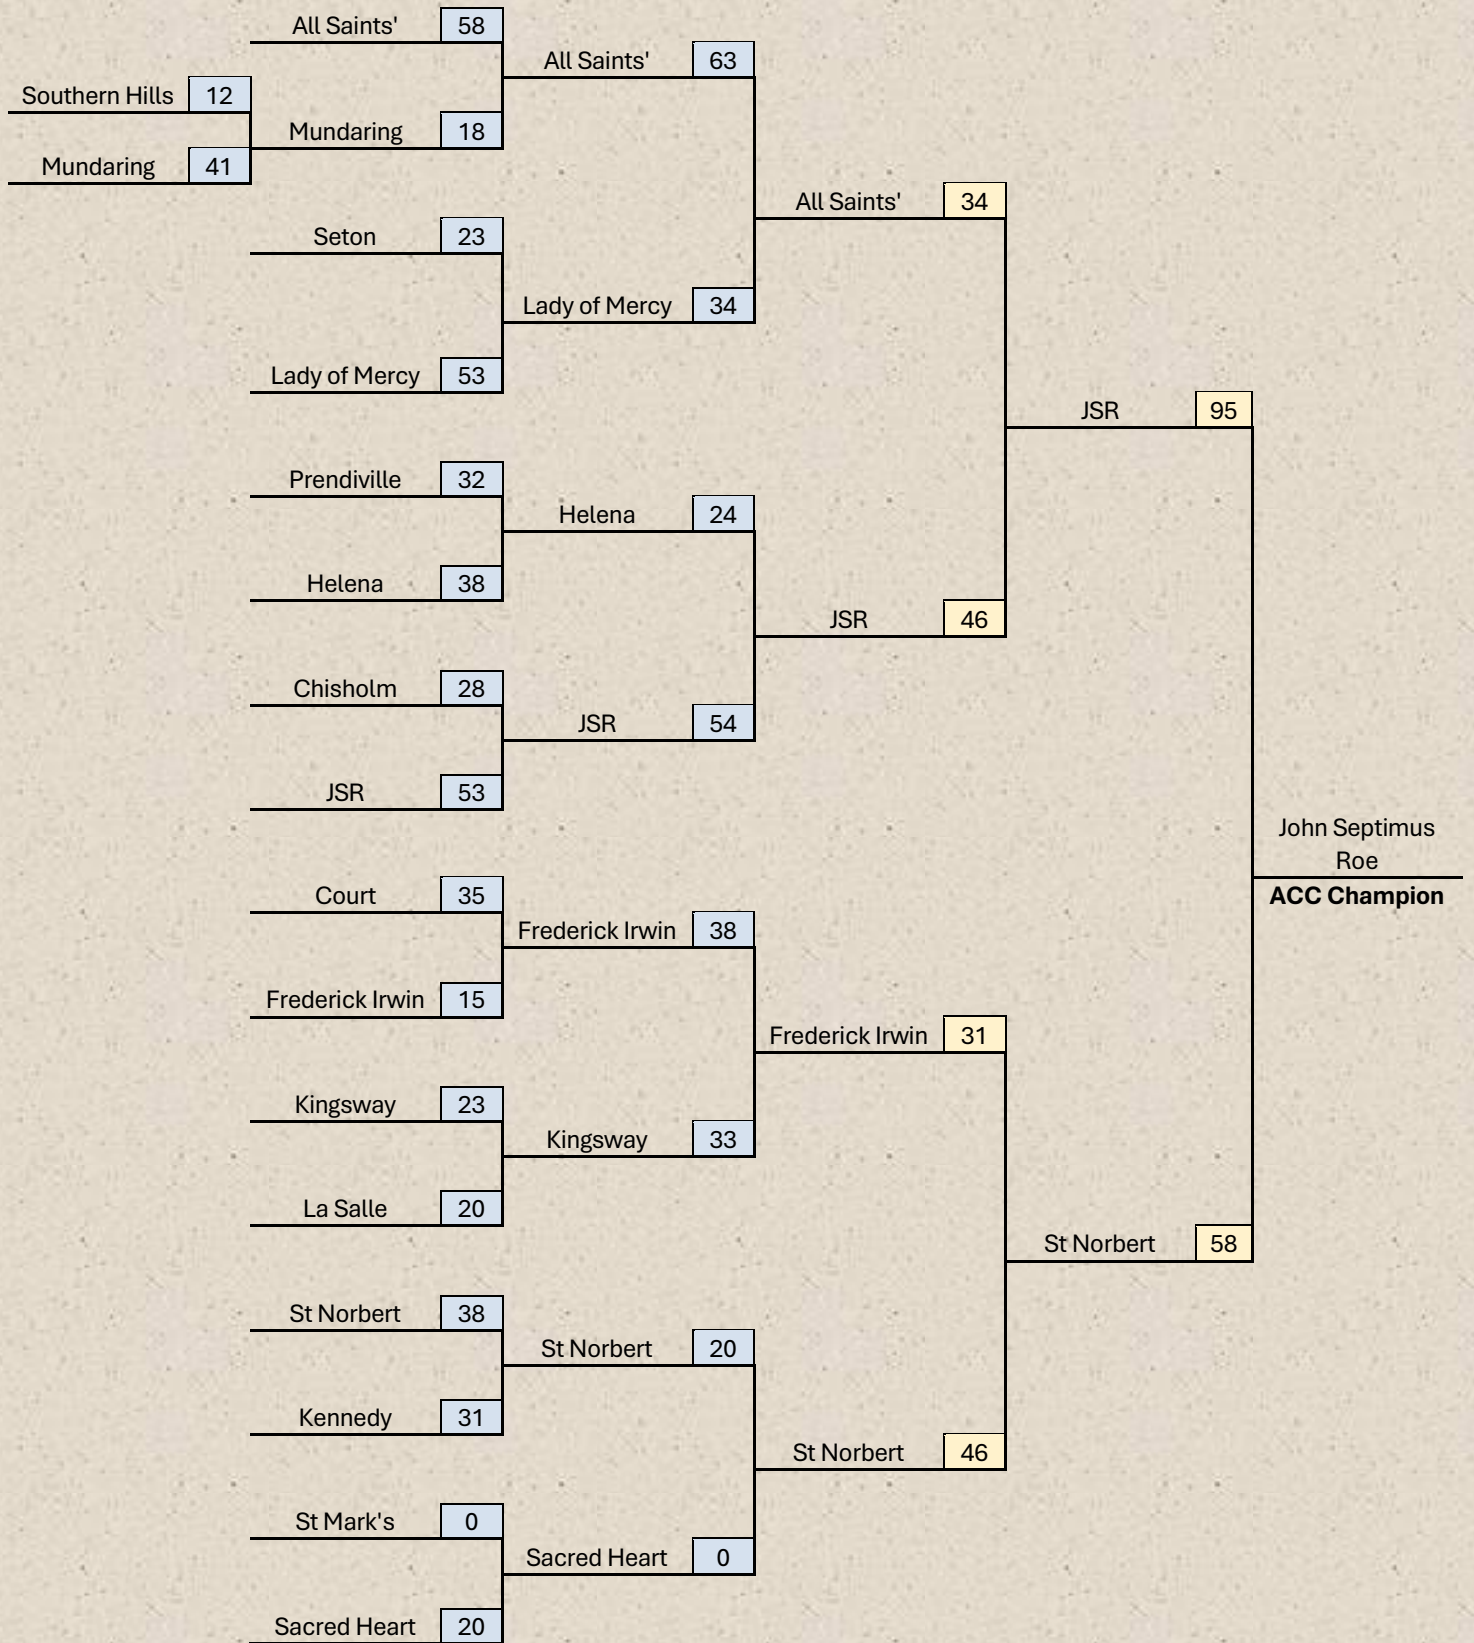 All Saints' 58
All Saints' 63
Southern Hills 12
Mundaring 18
Mundaring 41
All Saints' 34
Seton 23
Lady of Mercy 34
Lady of Mercy 53
JSR 95
Prendiville 32
Helena 24
Helena 38
JSR 46
Chisholm 28
JSR 54
JSR 53
John Septimus
Roe
ACC Champion
Court 35
Frederick Irwin 38
Frederick Irwin 15
Frederick Irwin 31
Kingsway 23
Kingsway 33
La Salle 20
St Norbert 58
St Norbert 38
St Norbert 20
Kennedy 31
St Norbert 46
St Mark's 0
Sacred Heart 0
Sacred Heart 20